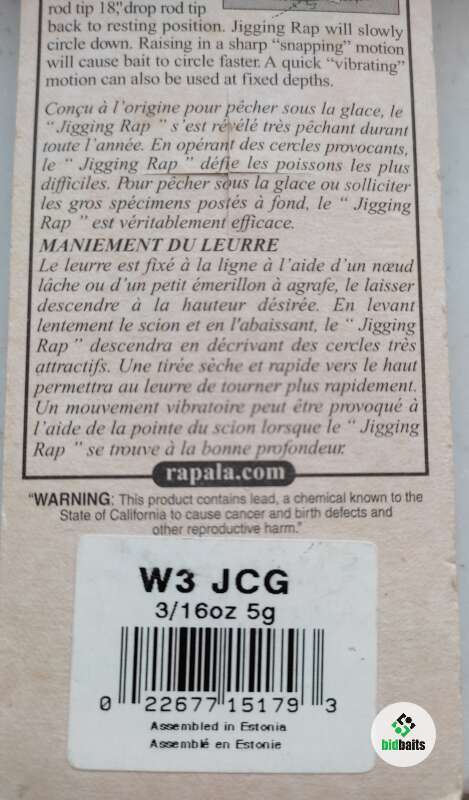 rod tip 18," drop rod tip
back to resting position. Jigging Rap will slowly
circle down. Raising in a sharp "snapping" motion
will cause bait to circle faster. A quick "vibrating"
motion can also be used at fixed depths.
Conçu à l'origine pour pêcher sous la glace, le
" Jigging Rap " s'est révélé très pêchant durant
toute l'année. En opérant des cercles provocants,
le " Jigging Rap " défie les poissons les plus
difficiles. Pour pêcher sous la glace ou solliciter
les gros spécimens postés à fond, le " Jigging
Rap " est véritablement efficace.
MANIEMENT DU LEURRE
Le leurre est fixé à la ligne à l'aide d'un nœud
lâche ou d'un petit émerillon à agrafe, le laisser
descendre à la hauteur désirée. En levant
lentement le scion et en l'abaissant, le " Jigging
Rap " descendra en décrivant des cercles très
attractifs. Une tirée sèche et rapide vers le haut
permettra au leurre de tourner plus rapidement.
Un mouvement vibratoire peut être provoqué à
l'aide de la pointe du scion lorsque le " Jigging
Rap " se trouve à la bonne profondeur.
rapala.com
"WARNING: This product contains lead, a chemical known to the
State of California to cause cancer and birth defects and
other reproductive harm."
W3 JCG
3/16oz 5g
0 22677 15179 3
Assembled in Estonia
Assemblé en Estonie
bidbaits